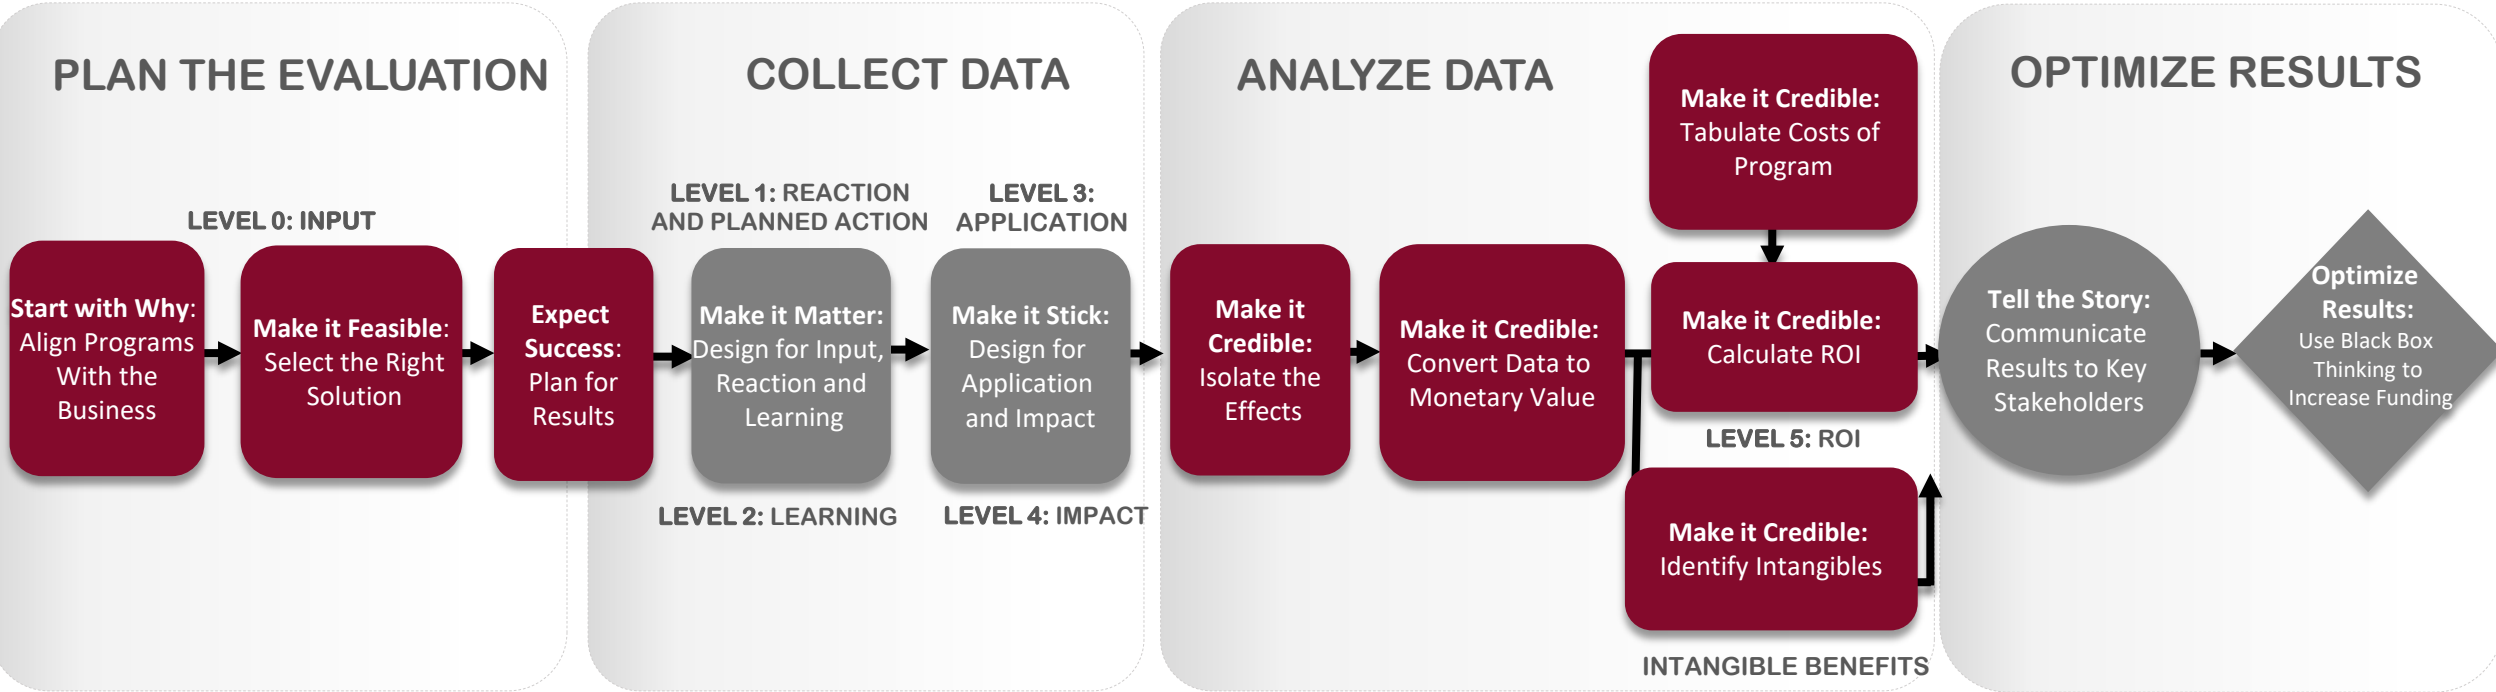 PLAN THE EVALUATION
LEVEL 0: INPUT
Start with Why:
Align Programs
With the
Business
Make it Feasible:
Select the Right
Solution
Expect
Success:
Plan for
Results
COLLECT DATA
LEVEL 1: REACTION
AND PLANNED ACTION
Make it Matter:
Design for Input,
Reaction and
Learning
LEVEL 2: LEARNING
LEVEL 3:
APPLICATION
Make it Stick:
Design for
Application
and Impact
LEVEL 4: IMPACT
ANALYZE DATA
Make it
Credible:
Isolate the
Effects
Make it Credible:
Convert Data to
Monetary Value
Make it Credible:
Tabulate Costs of
Program
Make it Credible:
Calculate ROI
LEVEL 5: ROI
Make it Credible:
Identify Intangibles
INTANGIBLE BENEFITS
OPTIMIZE RESULTS
Tell the Story:
Communicate
Results to Key
Stakeholders
Optimize
Results:
Use Black Box
Thinking to
Increase Funding